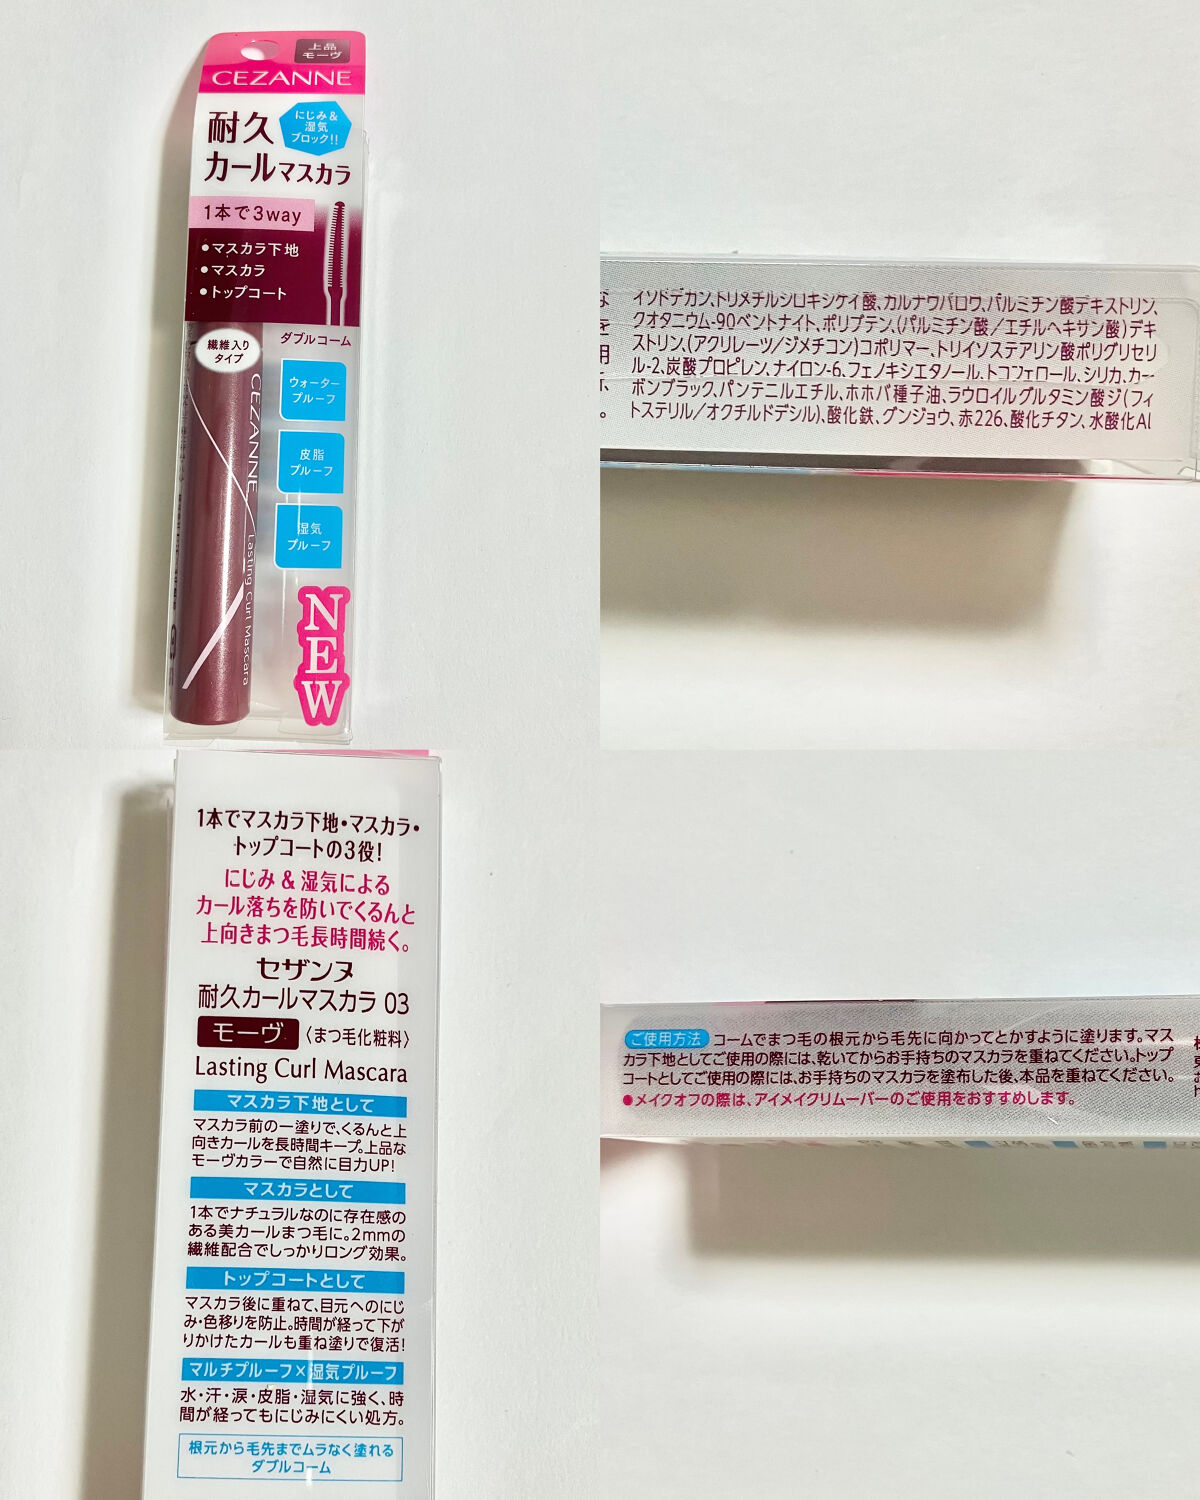 上品
モーヴ
CEZANNE
耐久
カールマスカラ
にじみ&
湿気
ブロック!!
1本で3way
●マスカラ下地
●マスカラ
●トップコート
ダブルコーム
繊維入り
タイプ
ウォーター
プルーフ
皮脂
プルーフ
湿気
プルーフ
CEZANNE
Lasting Curl Mascara
NEW
イソドデカン、トリメチルシロキシケイ酸、カルナウバロウ、パルミチン酸デキストリン、
クオタニウム-90ベントナイト、ポリブテン、(パルミチン酸/エチルヘキサン酸)デキ
ストリン、(アクリレーツ/ジメチコン)コポリマー、トリイソステアリン酸ポリグリセリ
ル-2、炭酸プロピレン、ナイロン-6、フェノキシエタノール、トコフェロール、シリカ、カー
ボンブラック、パンテニルエチル、ホホバ種子油、ラウロイルグルタミン酸ジ(フィ
トステリル/オクチルドデシル)、酸化鉄、グンジョウ、赤226、酸化チタン、水酸化Al
1本でマスカラ下地・マスカラ・
トップコートの3役!
にじみ & 湿気による
カール落ちを防いでくるんと
上向きまつ毛長時間続く。
セザンヌ
耐久カールマスカラ 03
モーヴ 〈まつ毛化粧料〉
Lasting Curl Mascara
マスカラ下地として
マスカラ前の一塗りで、くるんと上
向きカールを長時間キープ。上品な
モーヴカラーで自然に目力UP!
マスカラとして
1本でナチュラルなのに存在感の
ある美カールまつ毛に。2mmの
繊維配合でしっかりロング効果。
トップコートとして
マスカラ後に重ねて、目元へのにじ
み・色移りを防止。時間が経って下が
りかけたカールも重ね塗りで復活!
マルチプルーフ×湿気プルーフ
水・汗・涙・皮脂・湿気に強く、時
間が経ってもにじみにくい処方。
根元から毛先までムラなく塗れる
ダブルコーム
ご使用方法 コームでまつ毛の根元から毛先に向かってとかすように塗ります。マス
カラ下地としてご使用の際には、乾いてからお手持ちのマスカラを重ねてください。トップ
コートとしてご使用の際には、お手持ちのマスカラを塗布した後、本品を重ねてください。
●メイクオフの際は、アイメイクリムーバーのご使用をおすすめします。